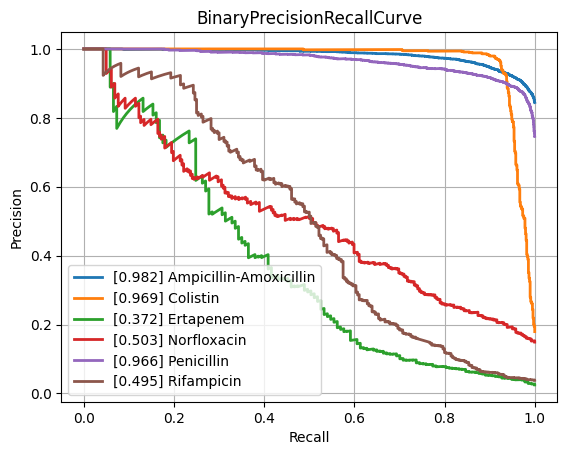 BinaryPrecisionRecallCurve
Precision
1.0
0.8
0.6
0.4
0.2
0.0
[0.982] Ampicillin-Amoxicillin
[0.969] Colistin
[0.372] Ertapenem
[0.503] Norfloxacin
[0.966] Penicillin
[0.495] Rifampicin
0.0 0.2 0.4 0.6 0.8 1.0
Recall